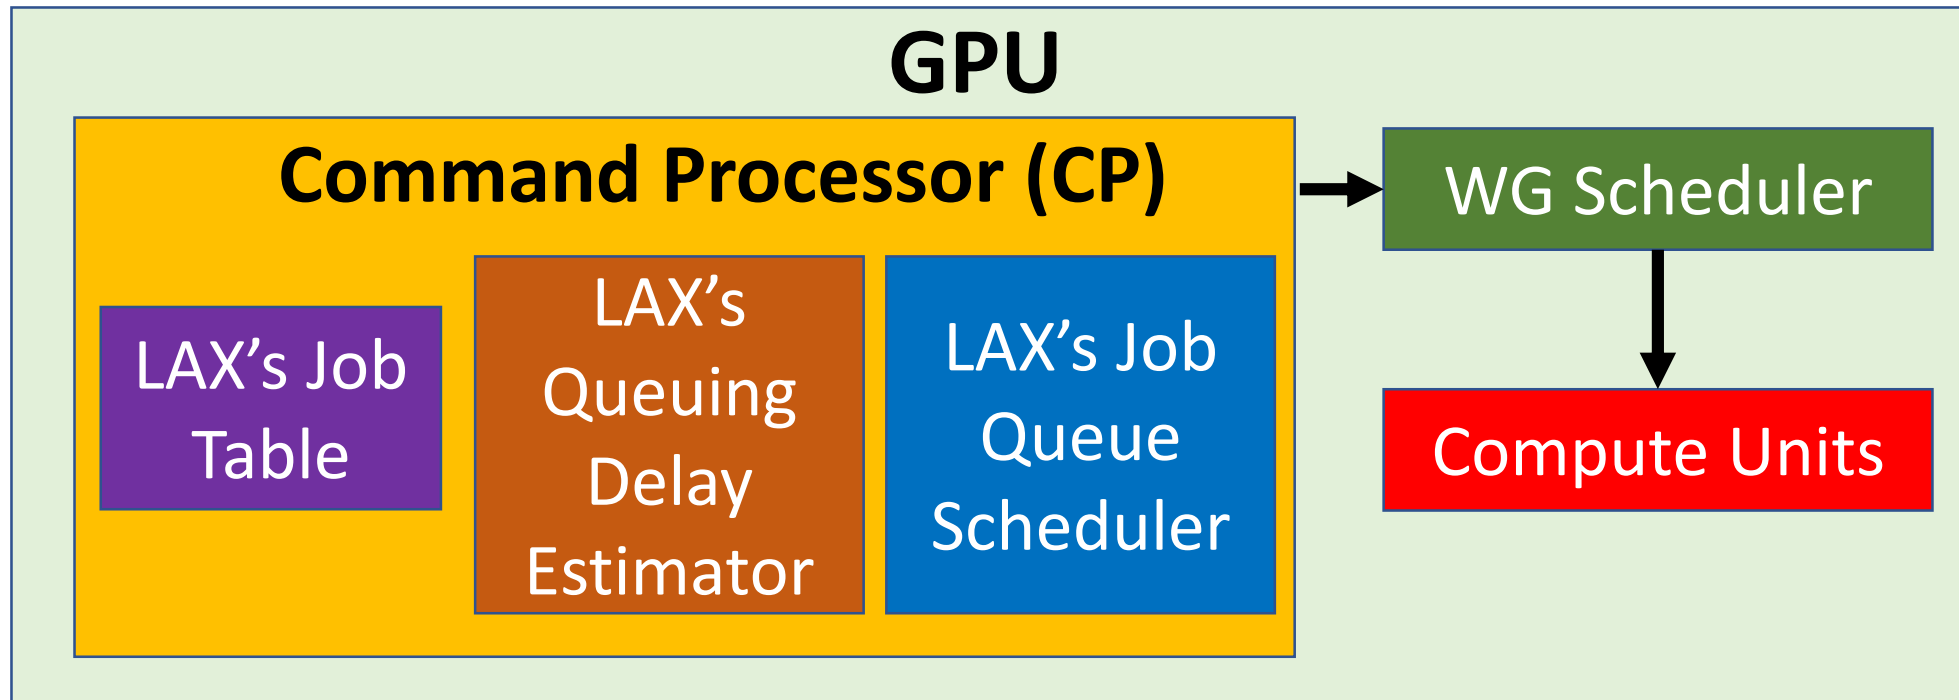 GPU
Command Processor (CP)
LAX’s Job
Table
LAX’s
Queuing
Delay
Estimator
LAX’s Job
Queue
Scheduler
WG Scheduler
Compute Units